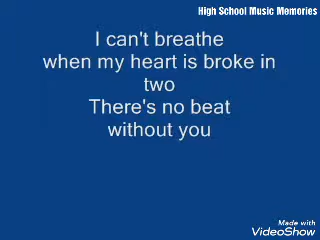 High School Music Memories
I can't breathe
when my heart is broke in
two
There's no beat
without you
Made with
VideoShow